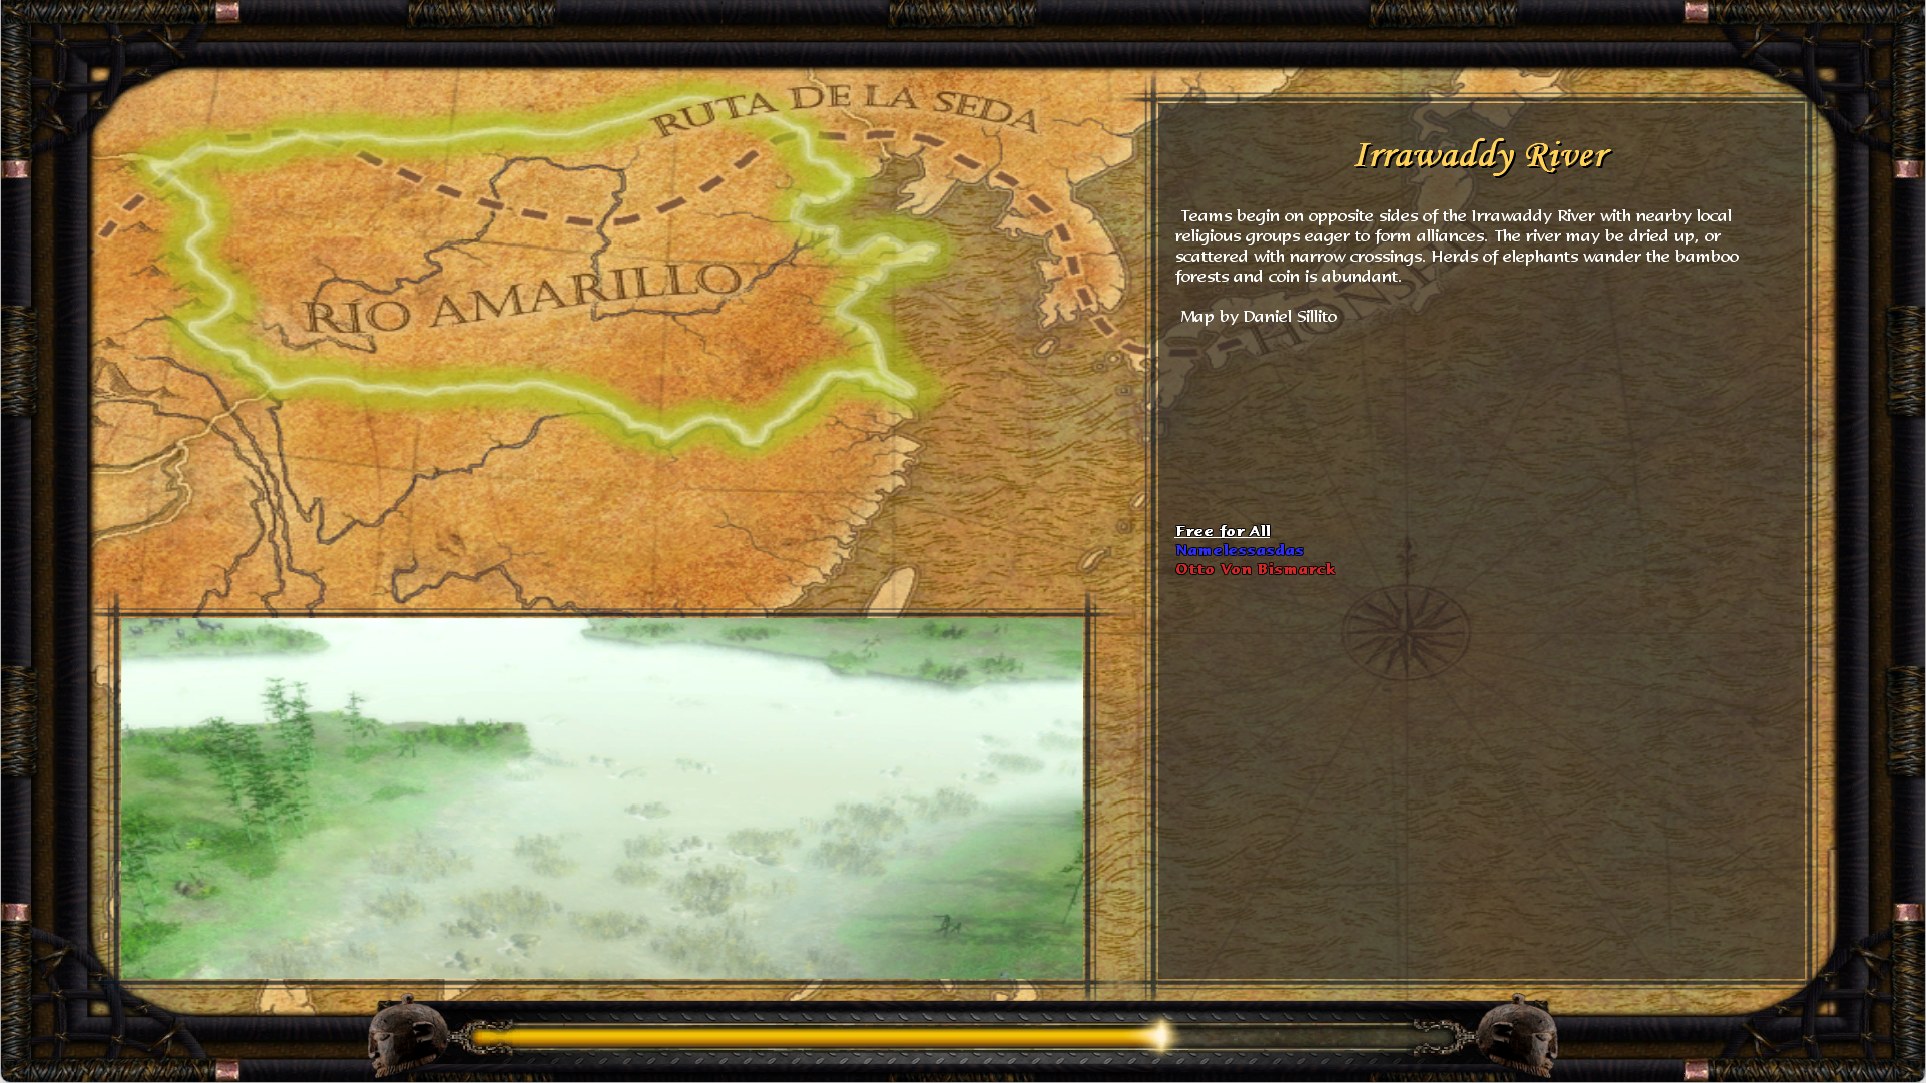 RUTA DE LA SEDA
RÍO AMARILLO
Irrawaddy River
Teams begin on opposite sides of the Irrawaddy River with nearby local
religious groups eager to form alliances. The river may be dried up, or
scattered with narrow crossings. Herds of elephants wander the bamboo
forests and coin is abundant.
Map by Daniel Sillito
Free for All
Namelessasdas
Otto Von Bismarck